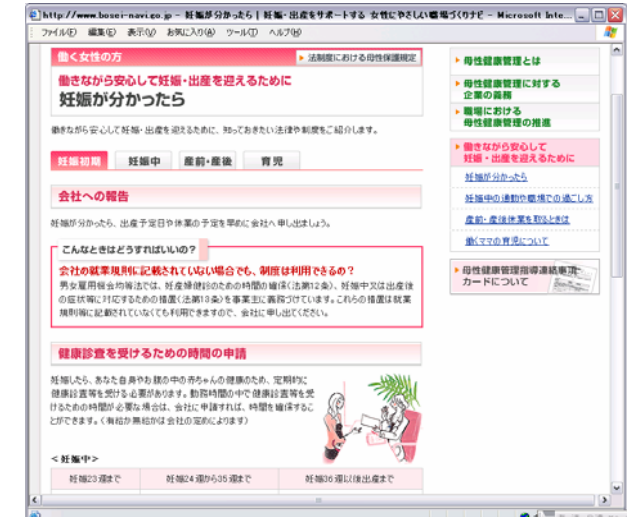 http://www.bosei-navi.go.jp - 妊娠が分かったら | 妊娠・出産をサポートする 女性にやさしい職場づくりナビ - Microsoft Inte...
ファイル(F) 編集(E) 表示(V) お気に入り(A) ツール(T) ヘルプ(H)
働く女性の方
法制度における母性保護規定
働きながら安心して妊娠・出産を迎えるために
妊娠が分かったら
働きながら安心して妊娠・出産を迎えるために、知っておきたい法律や制度をご紹介します。
妊娠初期 妊娠中 産前・産後 育児
会社への報告
妊娠が分かったら、出産予定日や休業の予定を早めに会社へ申し出ましょう。
こんなときはどうすればいいの？
会社の就業規則に記載されていない場合でも、制度は利用できるの？
男女雇用機会均等法では、妊産婦健診のための時間の確保(法第12条)、妊娠中又は出産後
の症状等に対応するための措置(法第13条)を事業主に義務づけています。これらの措置は就業
規則等に記載されていなくても利用できますので、会社に申し出てください。
健康診査を受けるための時間の申請
妊娠したら、あなた自身やお腹の中の赤ちゃんの健康のため、定期的に
健康診査等を受ける必要があります。勤務時間の中で健康診査等を受
けるための時間が必要な場合は、会社に申請すれば、時間を確保するこ
とができます。(有給か無給かは会社の定めによります)
＜妊娠中＞
妊娠23週まで 妊娠24週から35週まで 妊娠36週以後出産まで
母性健康管理とは
母性健康管理に対する
企業の義務
職場における
母性健康管理の推進
働きながら安心して
妊娠・出産を迎えるために
妊娠が分かったら
妊娠中の通勤や職場での過ごし方
産前・産後休業を取るときは
働くママの育児について
母性健康管理指導連絡事項
カードについて